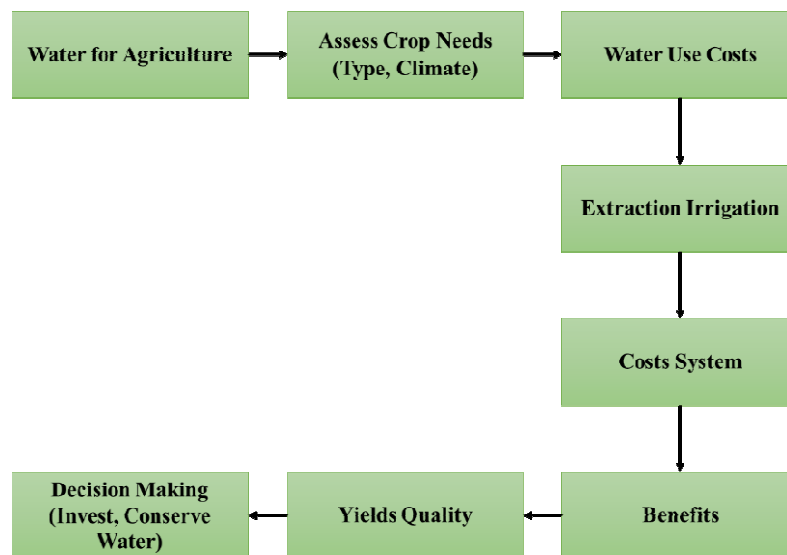 Water for Agriculture
Assess Crop Needs
(Type, Climate)
Water Use Costs
Extraction Irrigation
Costs System
Benefits
Yields Quality
Decision Making
(Invest, Conserve
Water)